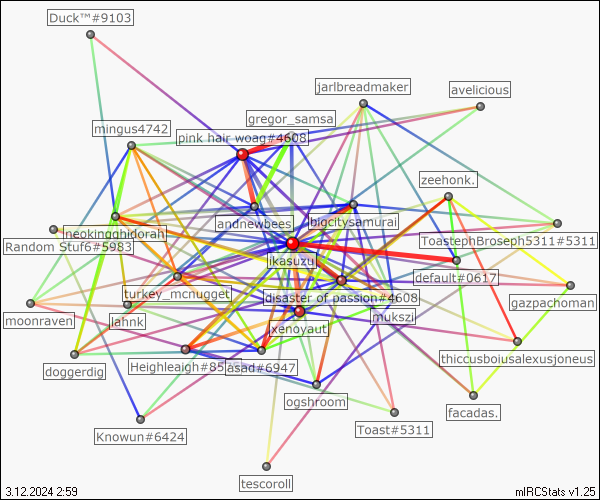 Duck™#9103
jarlbreadmaker
avelicious
gregor_samsa
mingus4742
pink hair woag#4608
zeehonk.
andnewbees
bigcitysamurai
neokingghidorah
Random Stuf6#5983
ToastephBroseph5311#5311
ikasuzu
default#0617
turkey_mcnugget
disaster of passion#4608
gazpachoman
moonraven
lahnk
mukszi
xenoyaut
thiccusboiusalexusjoneus
doggerdig
Heighleaigh#85
asad#6947
ogshroom
facadas.
Knowun#6424
Toast#5311
tescoroll
3.12.2024 2:59
mIRCStats v1.25